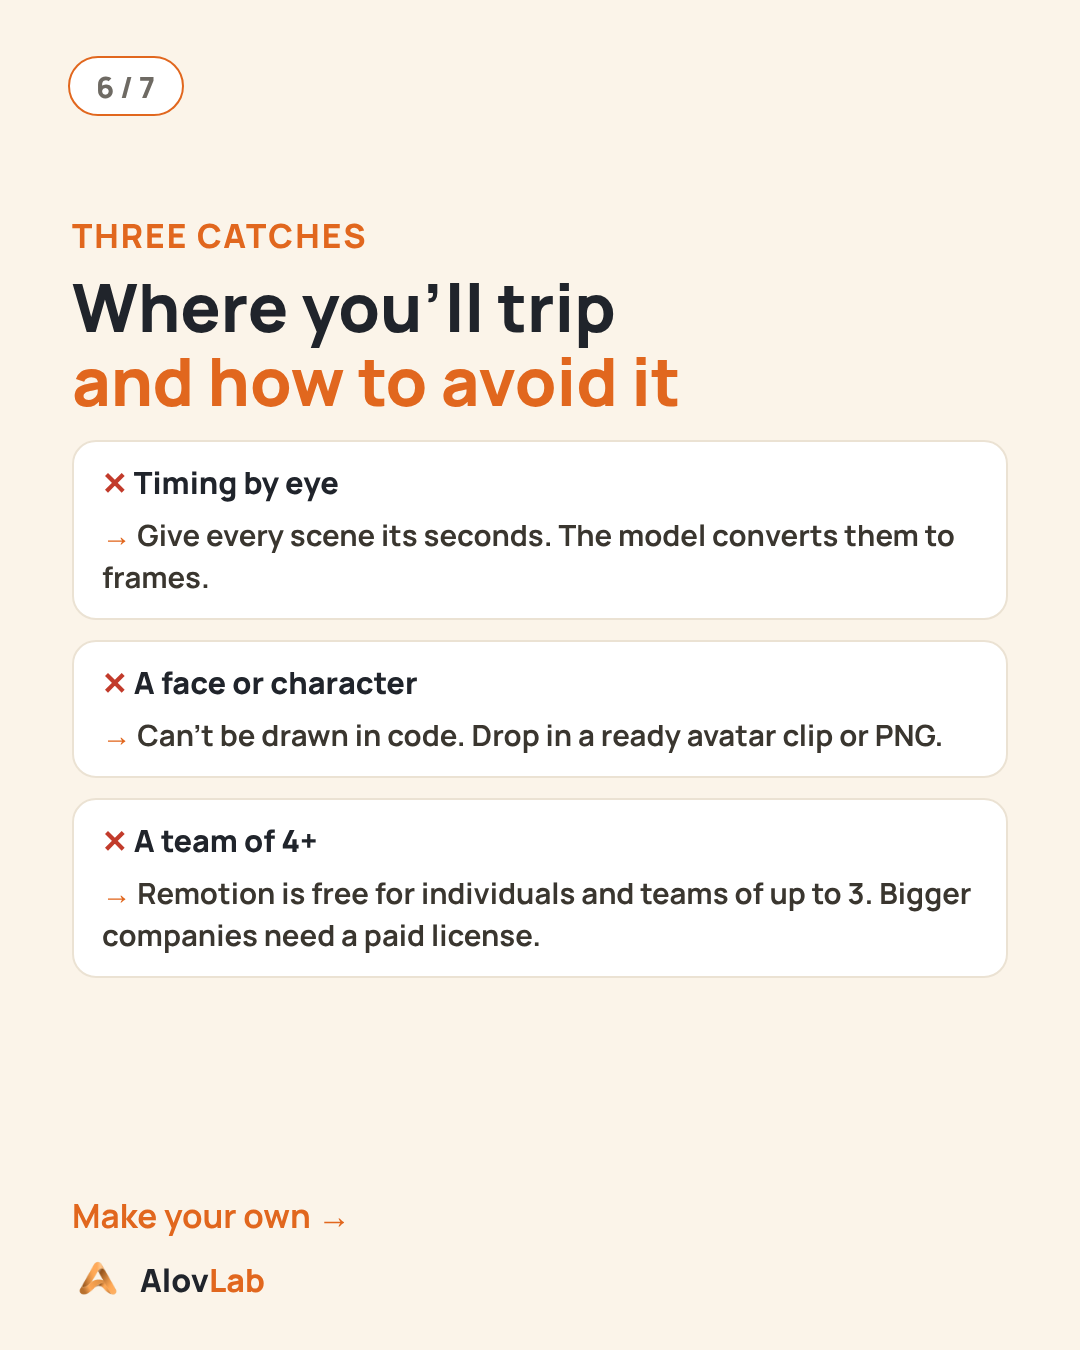 6 / 7
THREE CATCHES
Where you’ll trip
and how to avoid it
✕ Timing by eye
→ Give every scene its seconds. The model converts them to
frames.
✕ A face or character
→ Can’t be drawn in code. Drop in a ready avatar clip or PNG.
✕ A team of 4+
→ Remotion is free for individuals and teams of up to 3. Bigger
companies need a paid license.
Make your own →
AlovLab